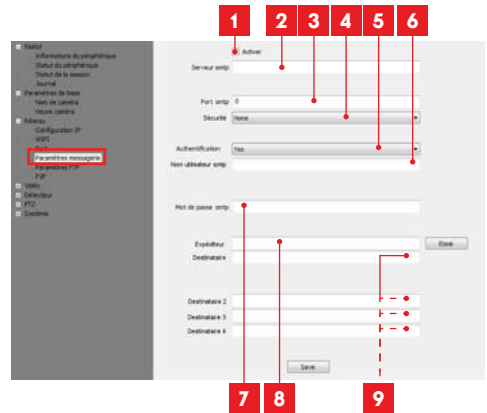 1 2 3 4 5 6
Statut
Informations du périphérique
Statut du périphérique
Statut de la session
Journal
Paramètres de base
Nom de caméra
Heure caméra
Réseau
Configuration IP
WIFI
Paramètres messagerie
Paramètres FTP
P2P
Vidéo
Détecteur
PTZ
Système
Activer
Serveur smtp
Port smtp 0
Sécurité None
Authentification Yes
Nom utilisateur smtp
Mot de passe smtp
Expéditeur Essai
Destinataire
Destinataire 2
Destinataire 3
Destinataire 4
Save
7 8 9